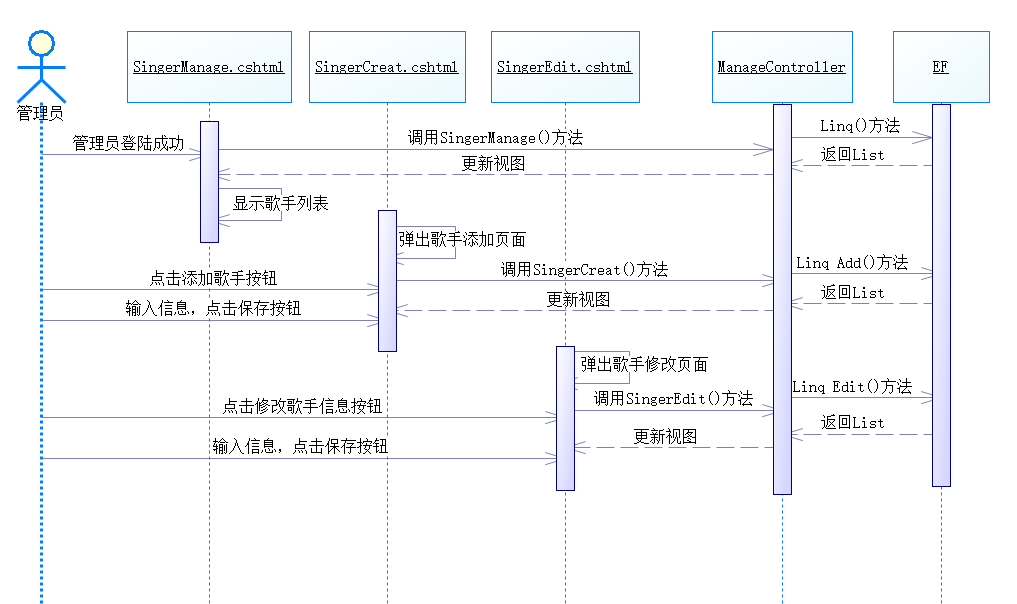 SingerManage.cshtml
SingerCreat.cshtml
SingerEdit.cshtml
ManageController
EF
管理员
管理员登陆成功
调用SingerManage()方法
Linq()方法
返回List
更新视图
显示歌手列表
弹出歌手添加页面
点击添加歌手按钮
调用SingerCreat()方法
Linq Add()方法
返回List
更新视图
输入信息，点击保存按钮
弹出歌手修改页面
Linq Edit()方法
调用SingerEdit()方法
点击修改歌手信息按钮
返回List
更新视图
输入信息，点击保存按钮